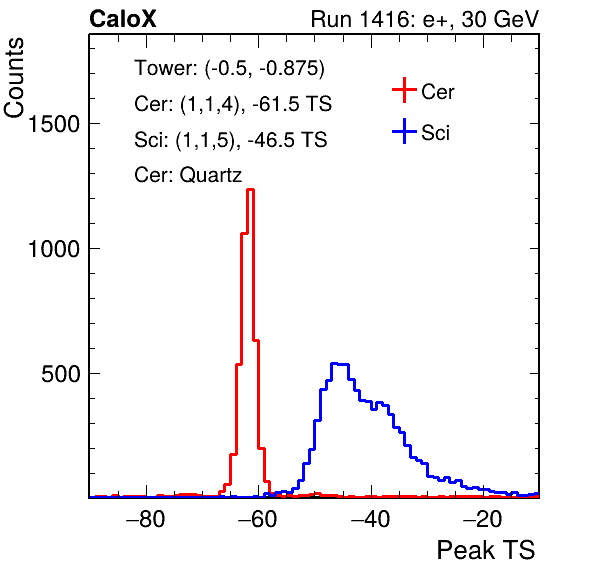 CaloX Run 1416: e+, 30 GeV
Counts
Tower: (-0.5, -0.875)
Cer: (1,1,4), -61.5 TS
Sci: (1,1,5), -46.5 TS
Cer: Quartz
Cer
Sci
1500
1000
500
−80 −60 −40 −20
Peak TS